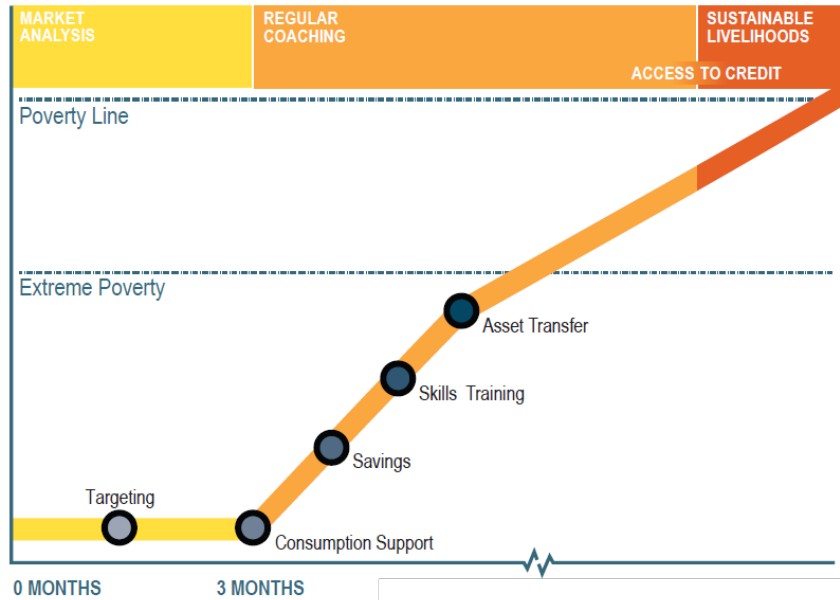 MARKET
ANALYSIS
REGULAR
COACHING
SUSTAINABLE
LIVELIHOODS
ACCESS TO CREDIT
Poverty Line
Extreme Poverty
Asset Transfer
Skills Training
Savings
Targeting
Consumption Support
0 MONTHS
3 MONTHS